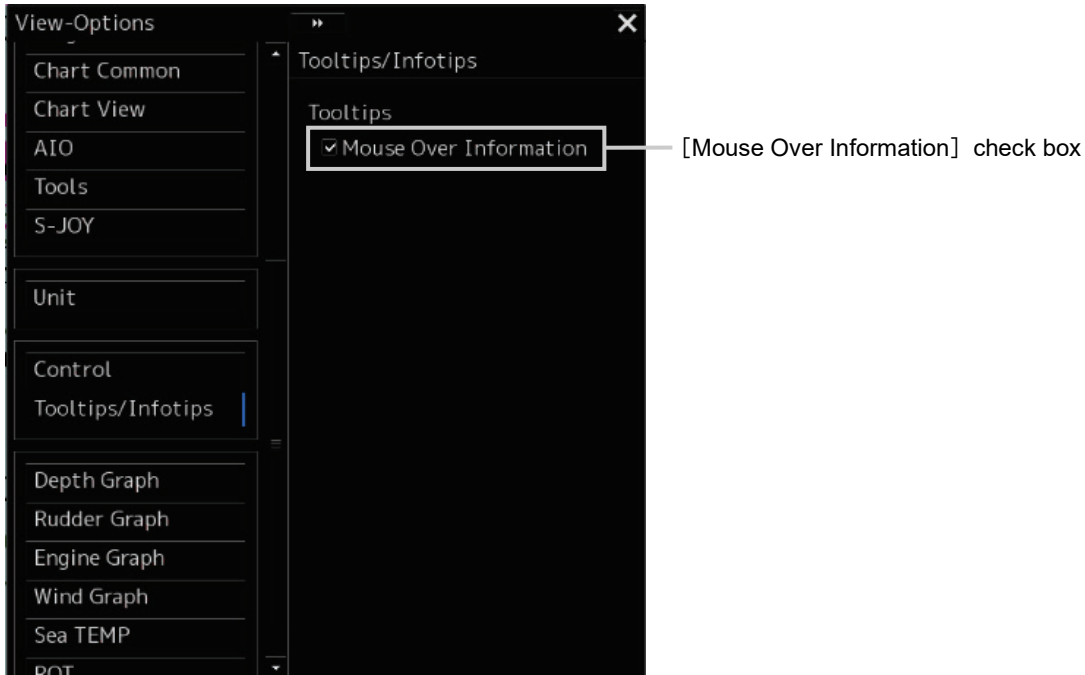 View-Options
Chart Common
Chart View
AIO
Tools
S-JOY
Unit
Control
Tooltips/Infotips
Depth Graph
Rudder Graph
Engine Graph
Wind Graph
Sea TEMP
ROT
Tooltips/Infotips
Tooltips
Mouse Over Information
［Mouse Over Information］ check box